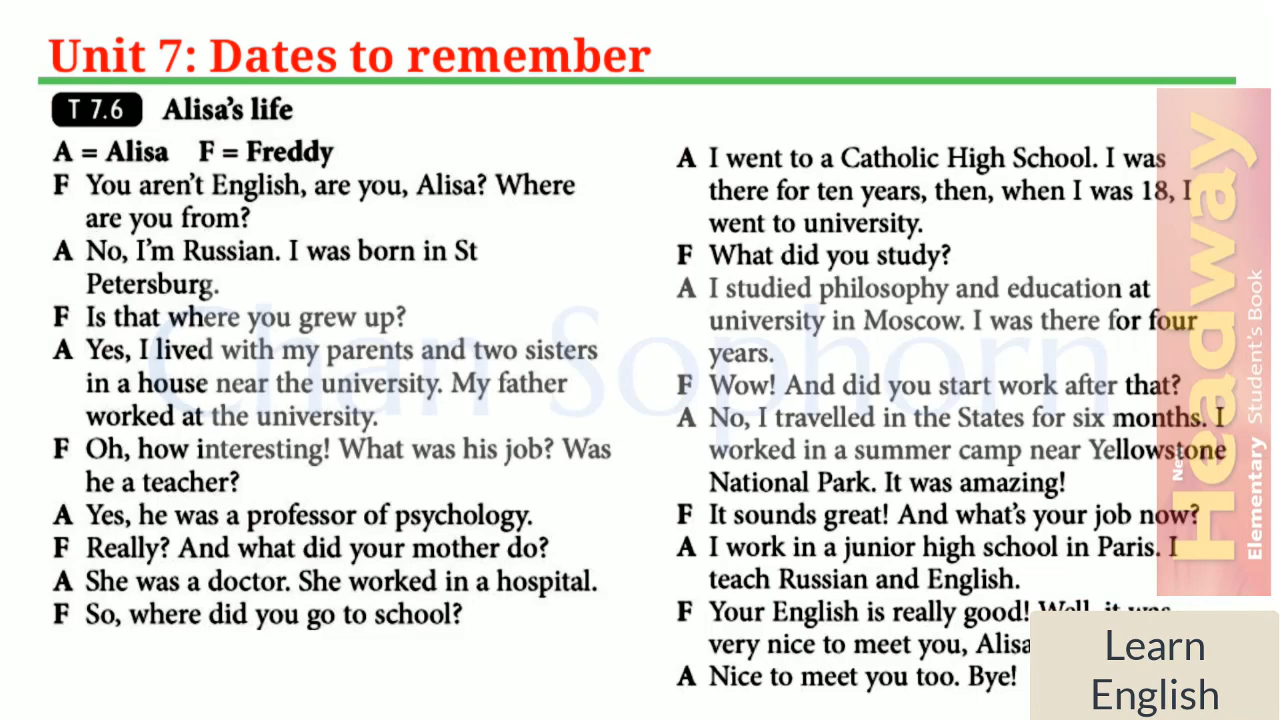 Unit 7: Dates to remember
T 7.6 Alisa's life
A = Alisa F = Freddy
F You aren't English, are you, Alisa? Where
are you from?
A No, I'm Russian. I was born in St
Petersburg.
F Is that where you grew up?
A Yes, I lived with my parents and two sisters
in a house near the university. My father
worked at the university.
F Oh, how interesting! What was his job? Was
he a teacher?
A Yes, he was a professor of psychology.
F Really? And what did your mother do?
A She was a doctor. She worked in a hospital.
F So, where did you go to school?
A I went to a Catholic High School. I was
there for ten years, then, when I was 18, I
went to university.
F What did you study?
A I studied philosophy and education at
university in Moscow. I was there for four
years.
F Wow! And did you start work after that?
A No, I travelled in the States for six months. I
worked in a summer camp near Yellowstone
National Park. It was amazing!
F It sounds great! And what's your job now?
A I work in a junior high school in Paris. I
teach Russian and English.
F Your English is really good! Well, it was
very nice to meet you, Alisa
A Nice to meet you too. Bye!
Chan Sophorn
New
Headway
Elementary Student's Book
Learn
English